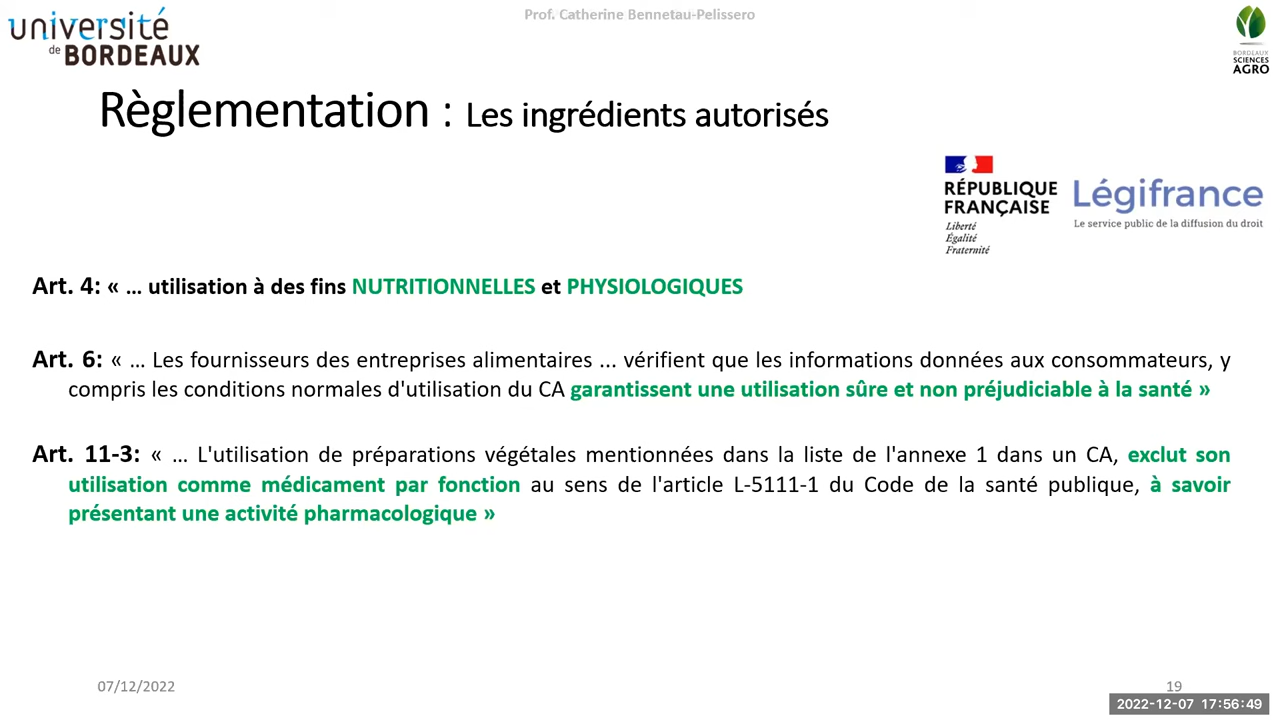 Prof. Catherine Bennetau-Pelissero
université
de BORDEAUX
BORDEAUX
SCIENCES
AGRO
Règlementation : Les ingrédients autorisés
RÉPUBLIQUE
FRANÇAISE
Liberté
Égalité
Fraternité
Légifrance
Le service public de la diffusion du droit
Art. 4: « ... utilisation à des fins NUTRITIONNELLES et PHYSIOLOGIQUES
Art. 6: « ... Les fournisseurs des entreprises alimentaires ... vérifient que les informations données aux consommateurs, y
compris les conditions normales d'utilisation du CA garantissent une utilisation sûre et non préjudiciable à la santé »
Art. 11-3: « ... L'utilisation de préparations végétales mentionnées dans la liste de l'annexe 1 dans un CA, exclut son
utilisation comme médicament par fonction au sens de l'article L-5111-1 du Code de la santé publique, à savoir
présentant une activité pharmacologique »
07/12/2022
19
2022-12-07 17:56:49